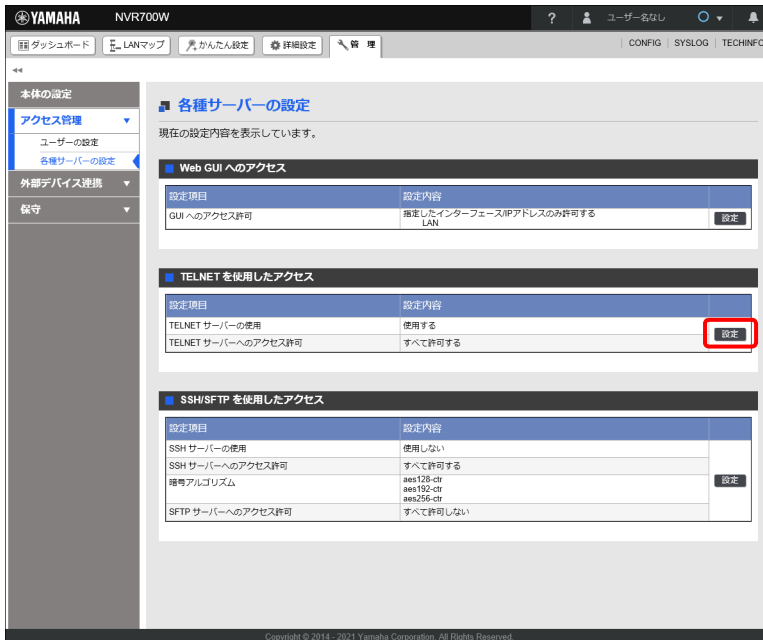 YAMAHA NVR700W ? ユーザー名なし
ダッシュボード LANマップ かんたん設定 詳細設定 管 理 CONFIG SYSLOG TECHINFO
本体の設定
アクセス管理
ユーザーの設定
各種サーバーの設定
外部デバイス連携
保守
各種サーバーの設定
現在の設定内容を表示しています。
Web GUI へのアクセス
設定項目 設定内容
GUI へのアクセス許可 指定したインターフェース/IPアドレスのみ許可する
LAN
設定
TELNET を使用したアクセス
設定項目 設定内容
TELNET サーバーの使用 使用する
TELNET サーバーへのアクセス許可 すべて許可する
設定
SSH/SFTP を使用したアクセス
設定項目 設定内容
SSH サーバーの使用 使用しない
SSH サーバーへのアクセス許可 すべて許可する
暗号アルゴリズム aes128-ctr
aes192-ctr
aes256-ctr
設定
SFTP サーバーへのアクセス許可 すべて許可しない
Copyright © 2014 - 2021 Yamaha Corporation. All Rights Reserved.